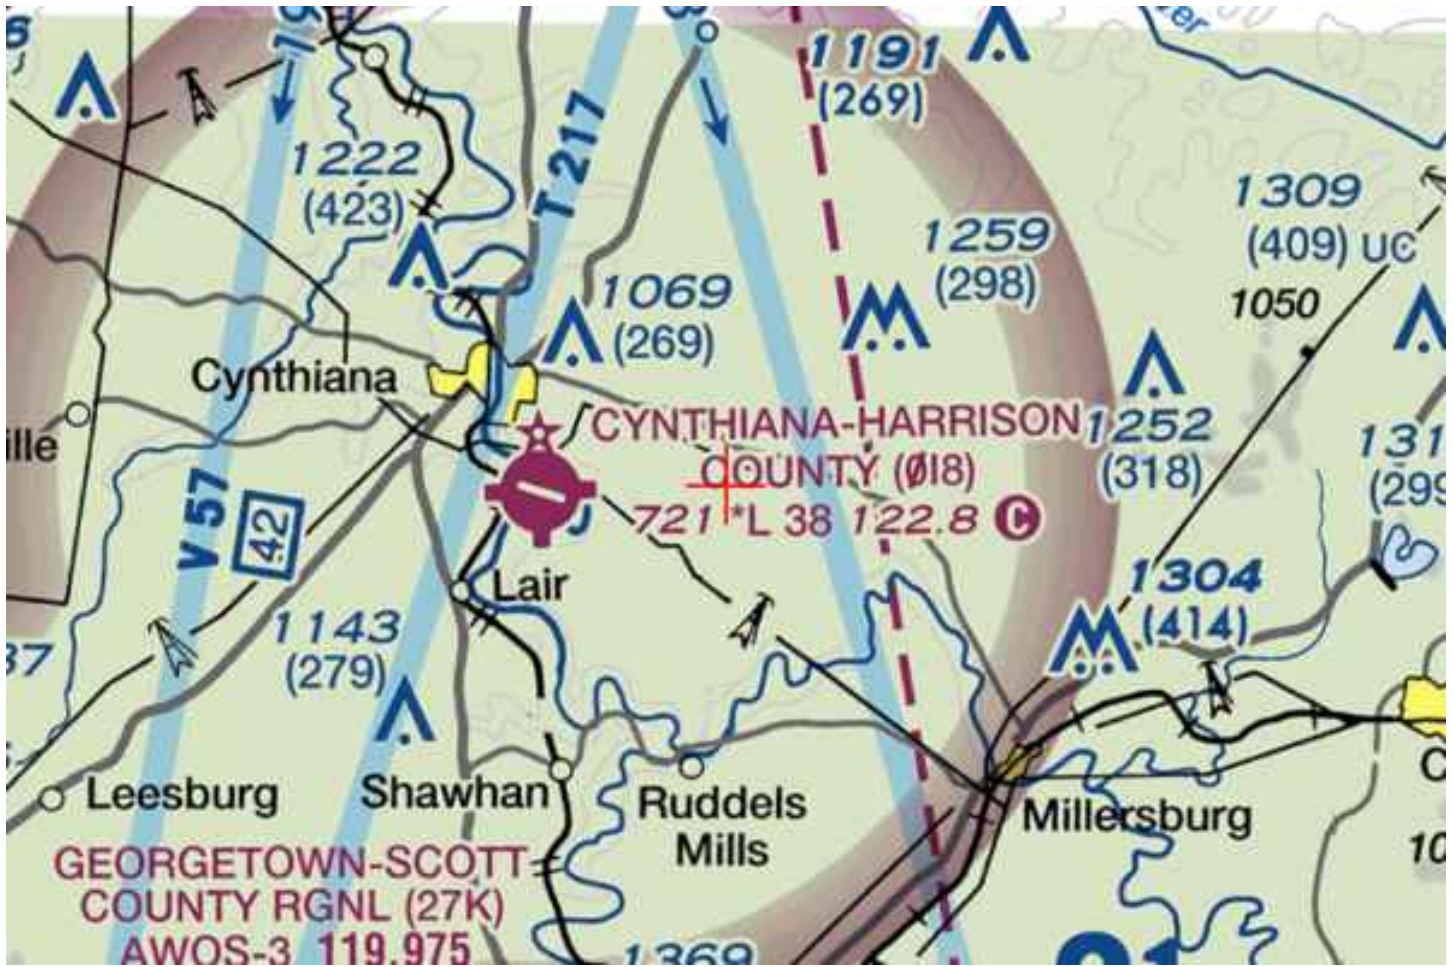 1191
(269)
1222
(423)
T 217
1309
(409) UC
1259
(298)
1050
1069
(269)
Cynthiana
CYNTHIANA-HARRISON
COUNTY (Ø18)
721 *L 38 122.8 C
1252
(318)
V 57
42
Lair
1304
(414)
1143
(279)
Leesburg
Shawhan
Ruddels
Mills
Millersburg
GEORGETOWN-SCOTT
COUNTY RGNL (27K)
AWOS-3 119.975
1369